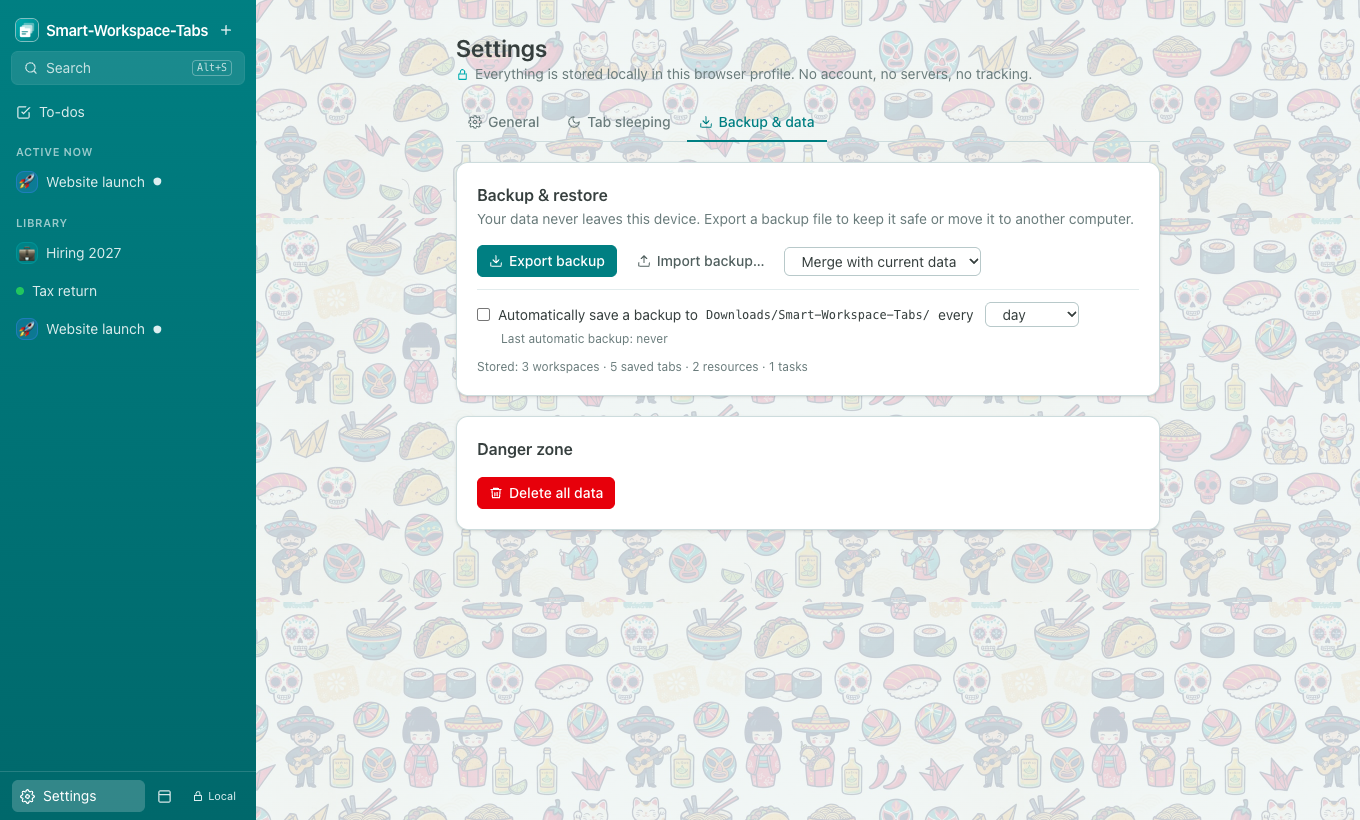 Smart-Workspace-Tabs
Search Alt+S
To-dos
ACTIVE NOW
Website launch
LIBRARY
Hiring 2027
Tax return
Website launch
Settings Local
Settings
Everything is stored locally in this browser profile. No account, no servers, no tracking.
General Tab sleeping Backup & data
Backup & restore
Your data never leaves this device. Export a backup file to keep it safe or move it to another computer.
Export backup Import backup... Merge with current data
Automatically save a backup to Downloads/Smart-Workspace-Tabs/ every day
Last automatic backup: never
Stored: 3 workspaces · 5 saved tabs · 2 resources · 1 tasks
Danger zone
Delete all data